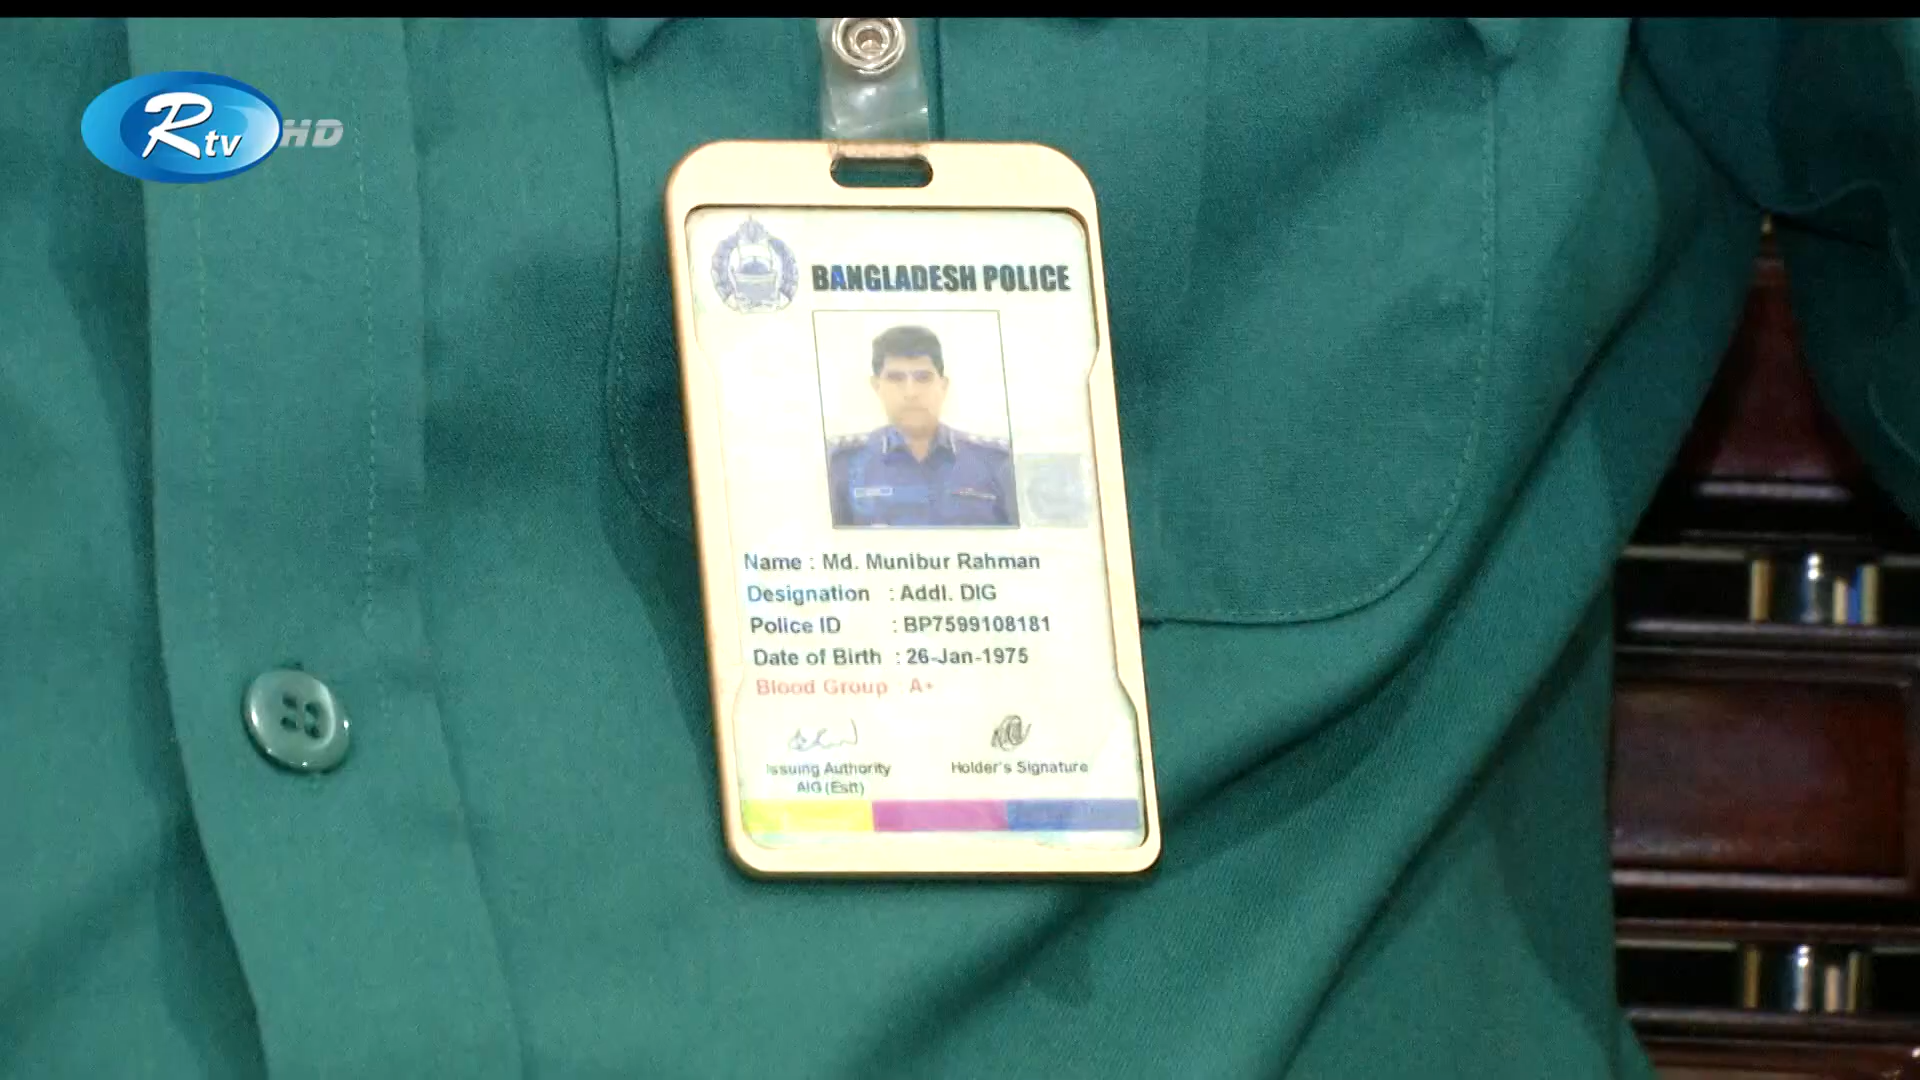 Rtv HD
BANGLADESH POLICE
Name : Md. Munibur Rahman
Designation : Addl. DIG
Police ID : BP7599108181
Date of Birth : 26-Jan-1975
Blood Group : A+
Issuing Authority
AIG (Estt)
Holder's Signature